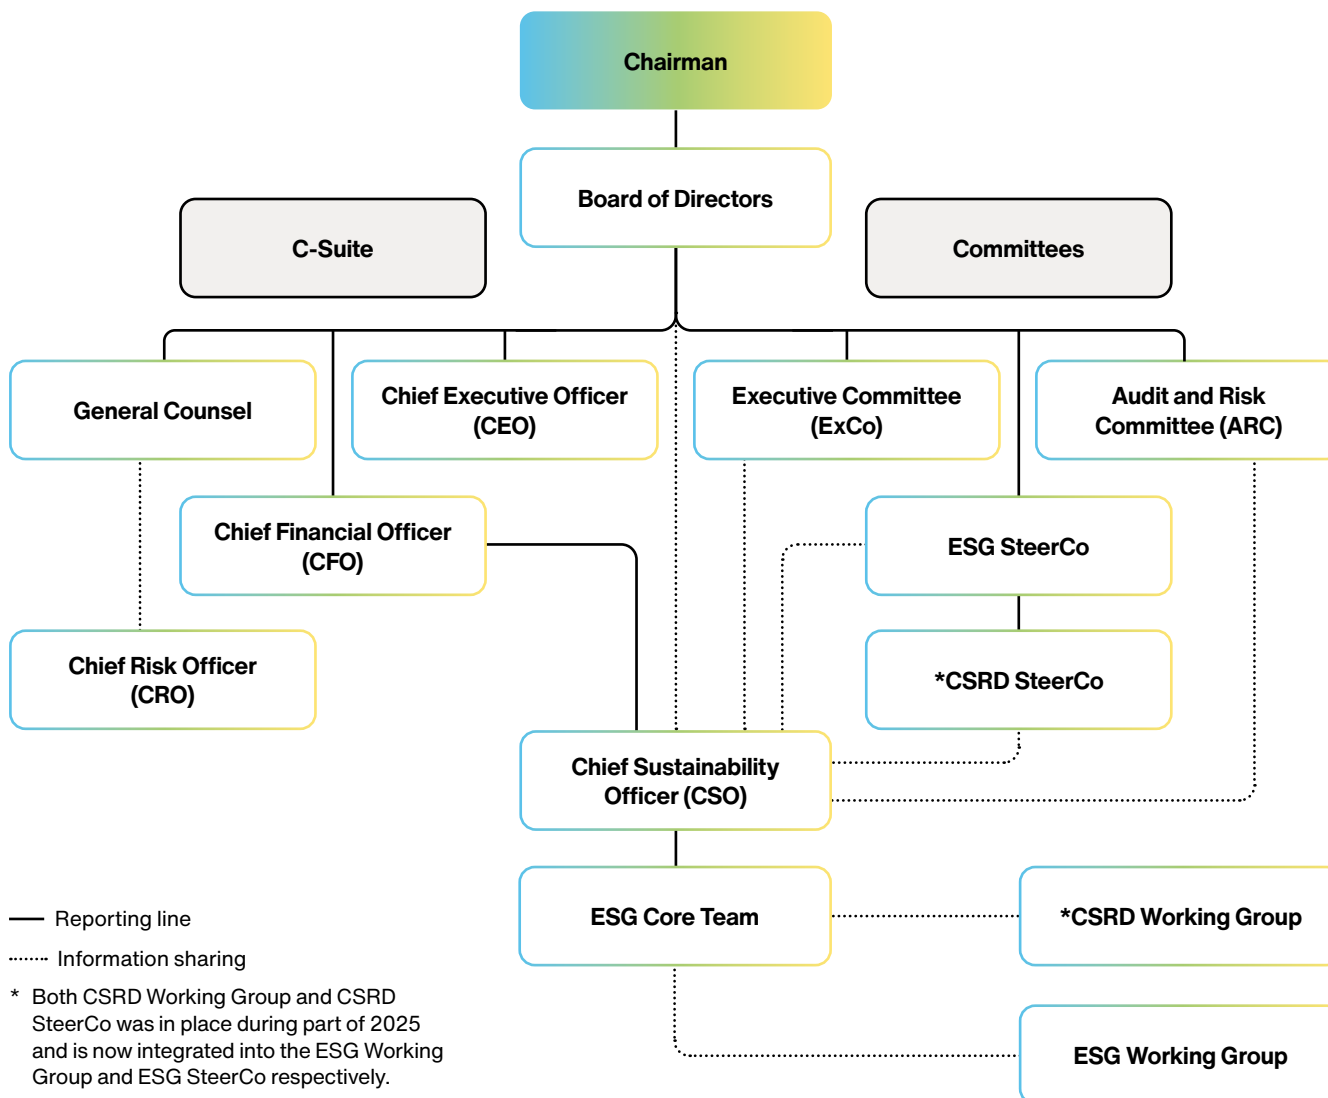 Chairman
Board of Directors
C-Suite
Committees
General Counsel
Chief Executive Officer
(CEO)
Executive Committee
(ExCo)
Audit and Risk
Committee (ARC)
Chief Financial Officer
(CFO)
ESG SteerCo
Chief Risk Officer
(CRO)
*CSRD SteerCo
Chief Sustainability
Officer (CSO)
ESG Core Team
*CSRD Working Group
ESG Working Group
Reporting line
Information sharing
* Both CSRD Working Group and CSRD
SteerCo was in place during part of 2025
and is now integrated into the ESG Working
Group and ESG SteerCo respectively.